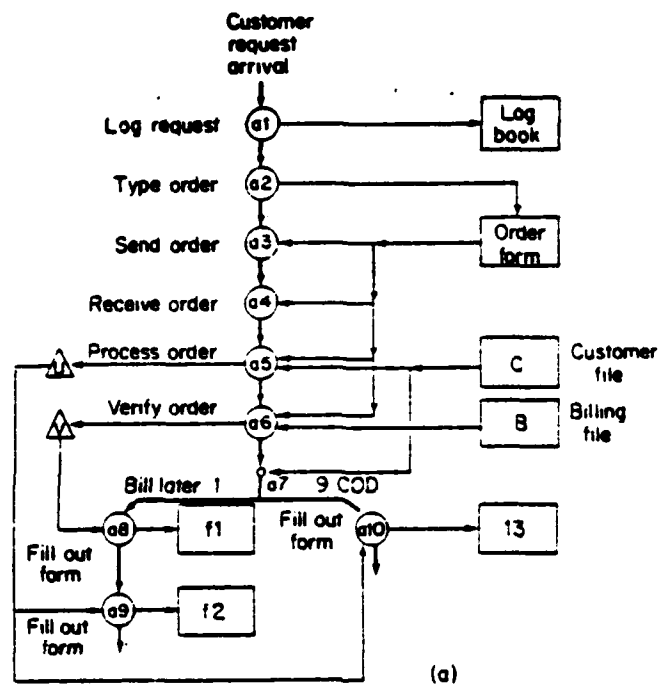 Customer
request
arrival
Log request
a1
Log
book
Type order
a2
Send order
a3
Order
form
Receive order
a4
Process order
a5
C
Customer
file
Verify order
a6
B
Billing
file
a7
Bill later 1
9 COD
a8
f1
Fill out
form
a10
13
Fill out
form
a9
f2
Fill out
form
(a)